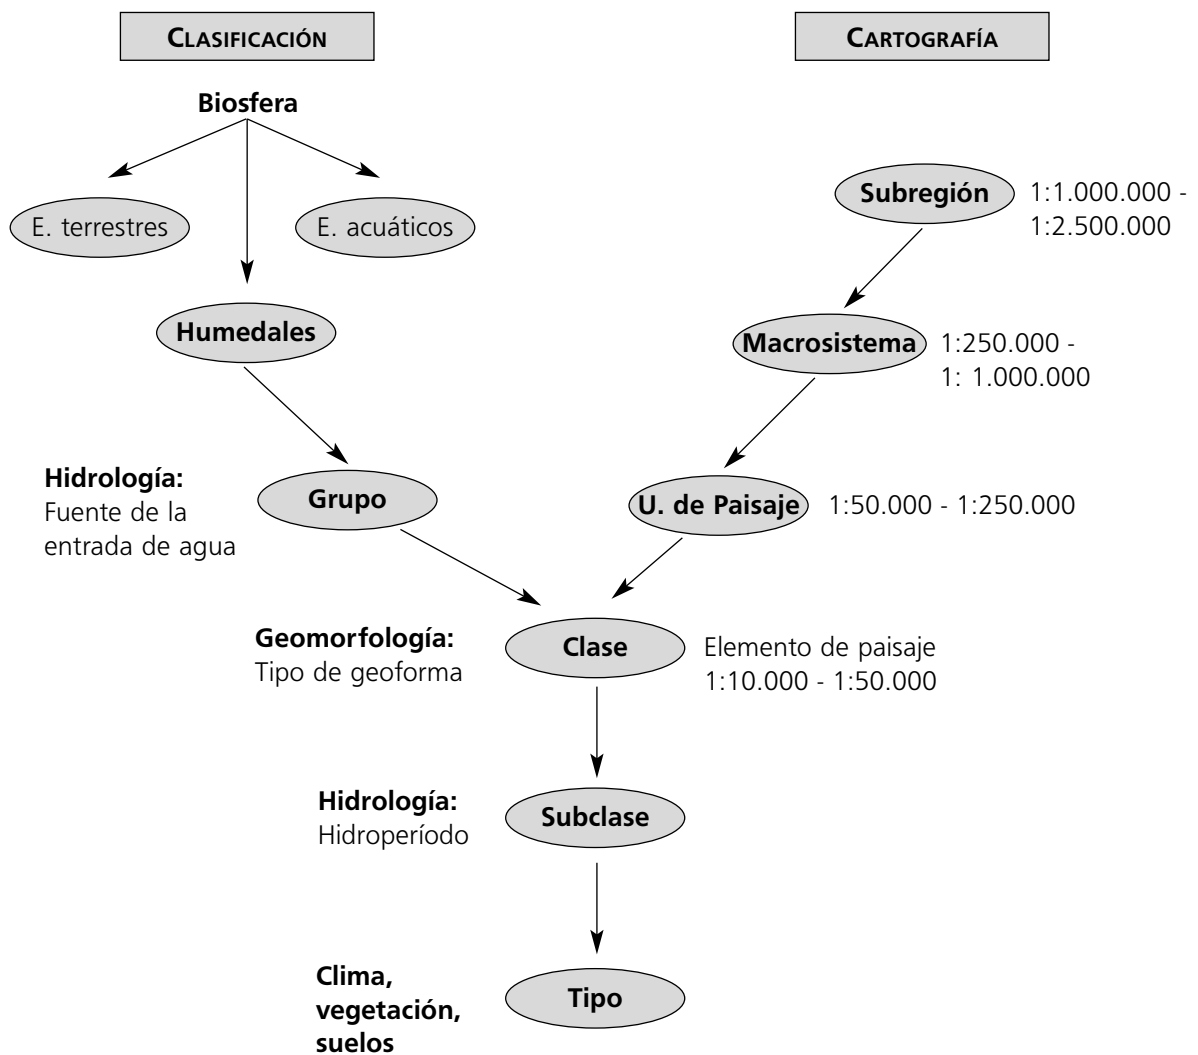 CLASIFICACIÓN
CARTOGRAFÍA
Biosfera
E. terrestres
E. acuáticos
Subregión
1:1.000.000 -
1:2.500.000
Humedales
Macrosistema
1:250.000 -
1: 1.000.000
Hidrología:
Fuente de la
entrada de agua
Grupo
U. de Paisaje
1:50.000 - 1:250.000
Geomorfología:
Tipo de geoforma
Clase
Elemento de paisaje
1:10.000 - 1:50.000
Hidrología:
Hidroperíodo
Subclase
Clima,
vegetación,
suelos
Tipo